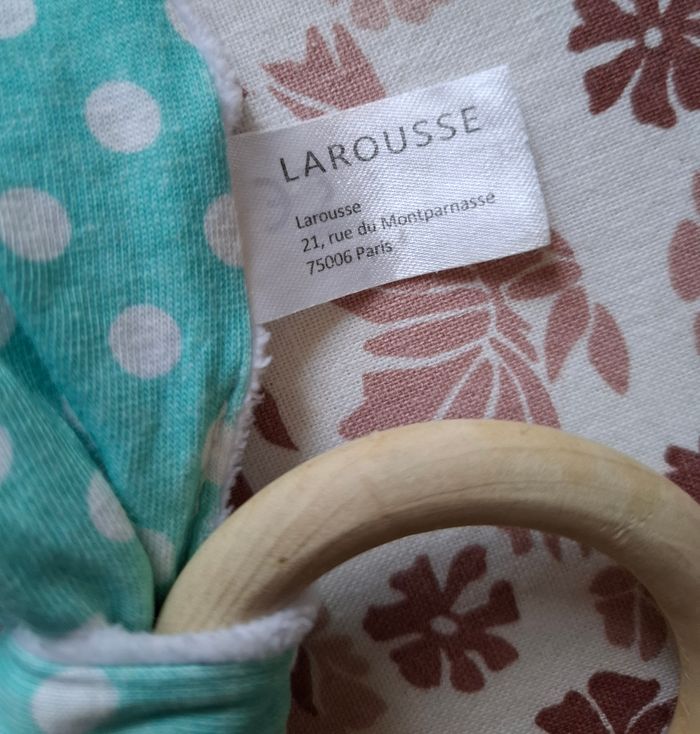 LAROUSSE
Larousse
21, rue du Montparnasse
75006 Paris